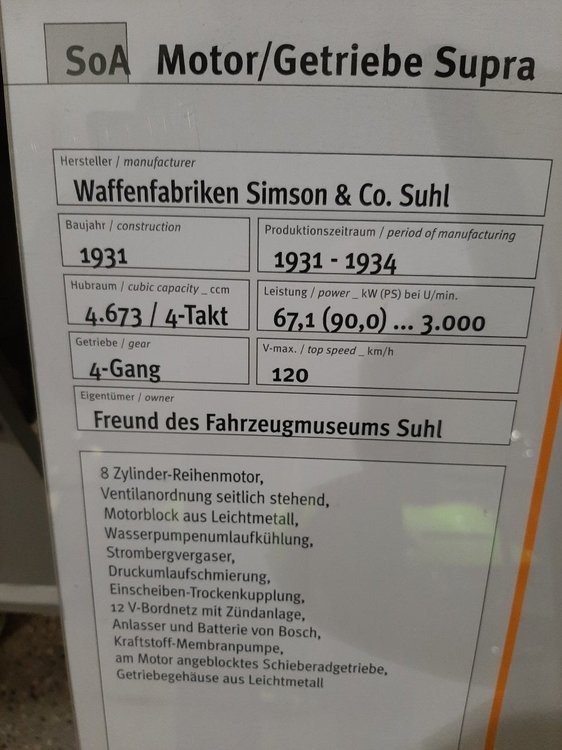 SoA Motor/Getriebe Supra
Hersteller / manufacturer
Waffenfabriken Simson & Co. Suhl
Baujahr / construction
1931
Produktionszeitraum / period of manufacturing
1931 - 1934
Hubraum / cubic capacity _ ccm
4.673 / 4-Takt
Leistung / power _ kW (PS) bei U/min.
67,1 (90,0) ... 3.000
Getriebe / gear
4-Gang
V-max. / top speed _ km/h
120
Eigentümer / owner
Freund des Fahrzeugmuseums Suhl
8 Zylinder-Reihenmotor,
Ventilanordnung seitlich stehend,
Motorblock aus Leichtmetall,
Wasserpumpenumlaufkühlung,
Strombergvergaser,
Druckumlaufschmierung,
Einscheiben-Trockenkupplung,
12 V-Bordnetz mit Zündanlage,
Anlasser und Batterie von Bosch,
Kraftstoff-Membranpumpe,
am Motor angeblocktes Schieberadgetriebe,
Getriebegehäuse aus Leichtmetall